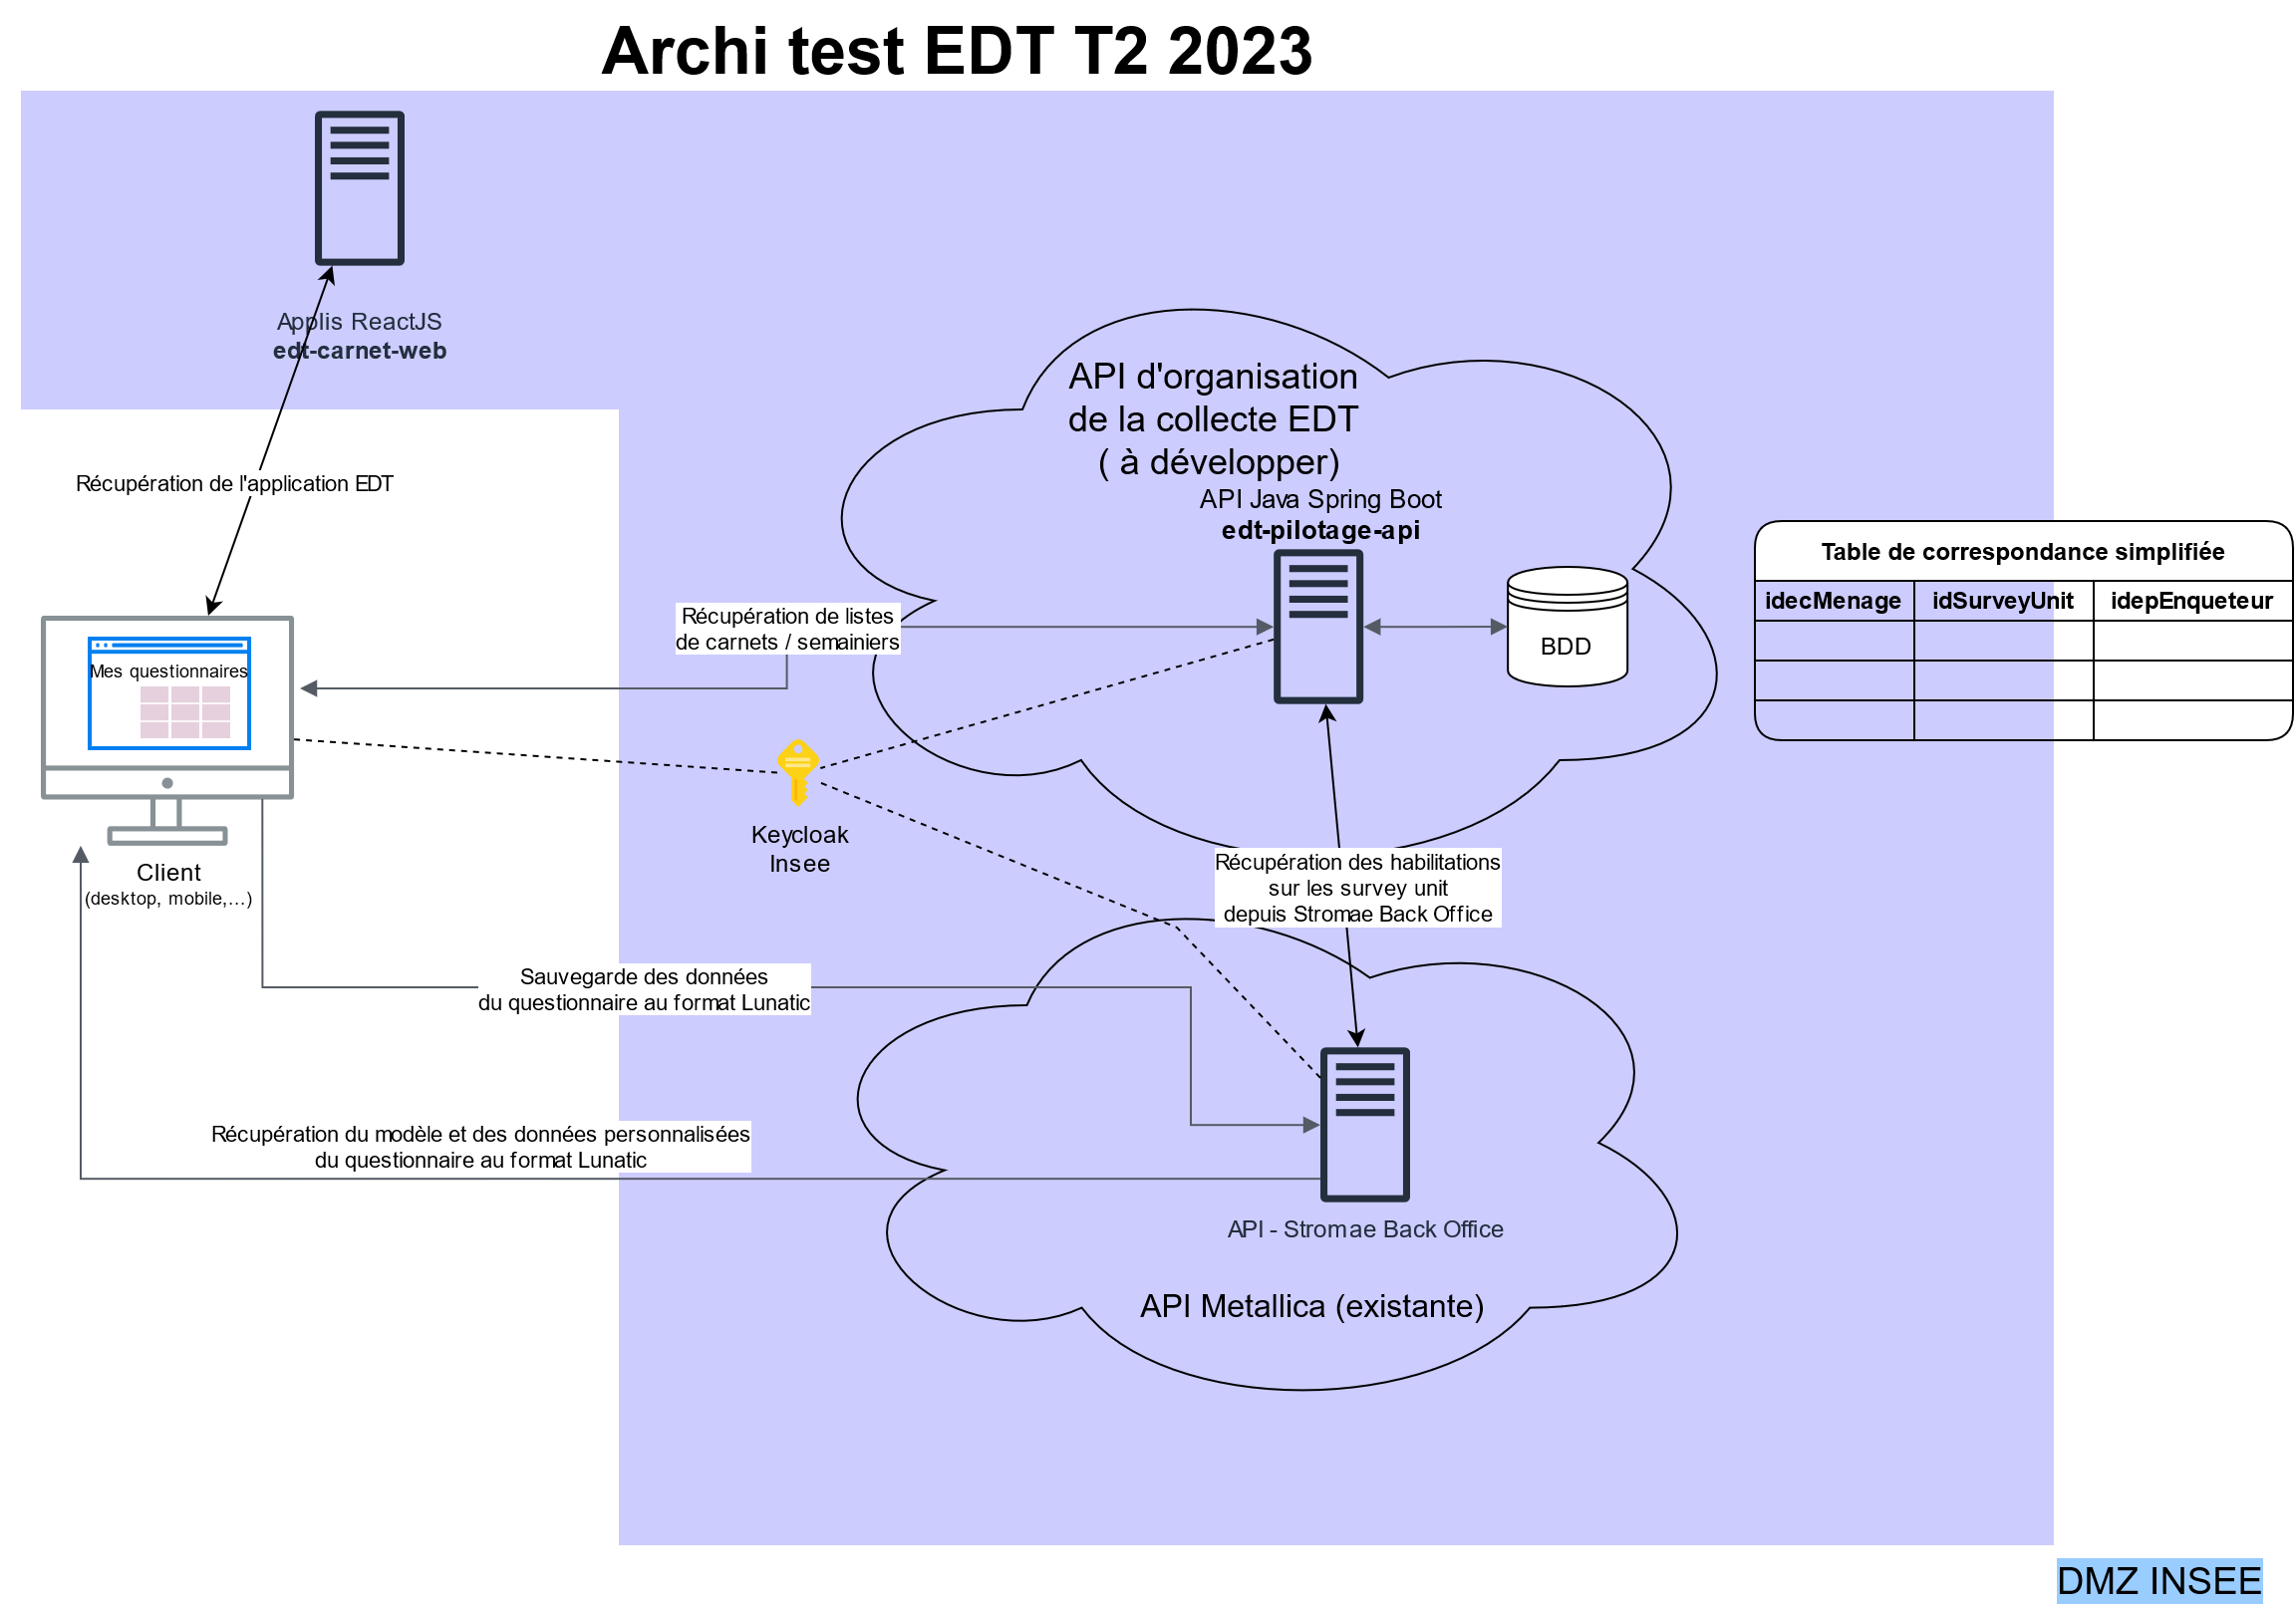 Archi test EDT T2 2023
Applis ReactJS
edt-carnet-web
Récupération de l'application EDT
API d'organisation
de la collecte EDT
( à développer)
API Java Spring Boot
edt-pilotage-api
BDD
Table de correspondance simplifiée
idecMenage idSurveyUnit idepEnqueteur
Récupération de listes
de carnets / semainiers
Mes questionnaires
Client
(desktop, mobile,...)
Keycloak
Insee
Récupération des habilitations
sur les survey unit
depuis Stromae Back Office
Sauvegarde des données
du questionnaire au format Lunatic
Récupération du modèle et des données personnalisées
du questionnaire au format Lunatic
API - Stromae Back Office
API Metallica (existante)
DMZ INSEE